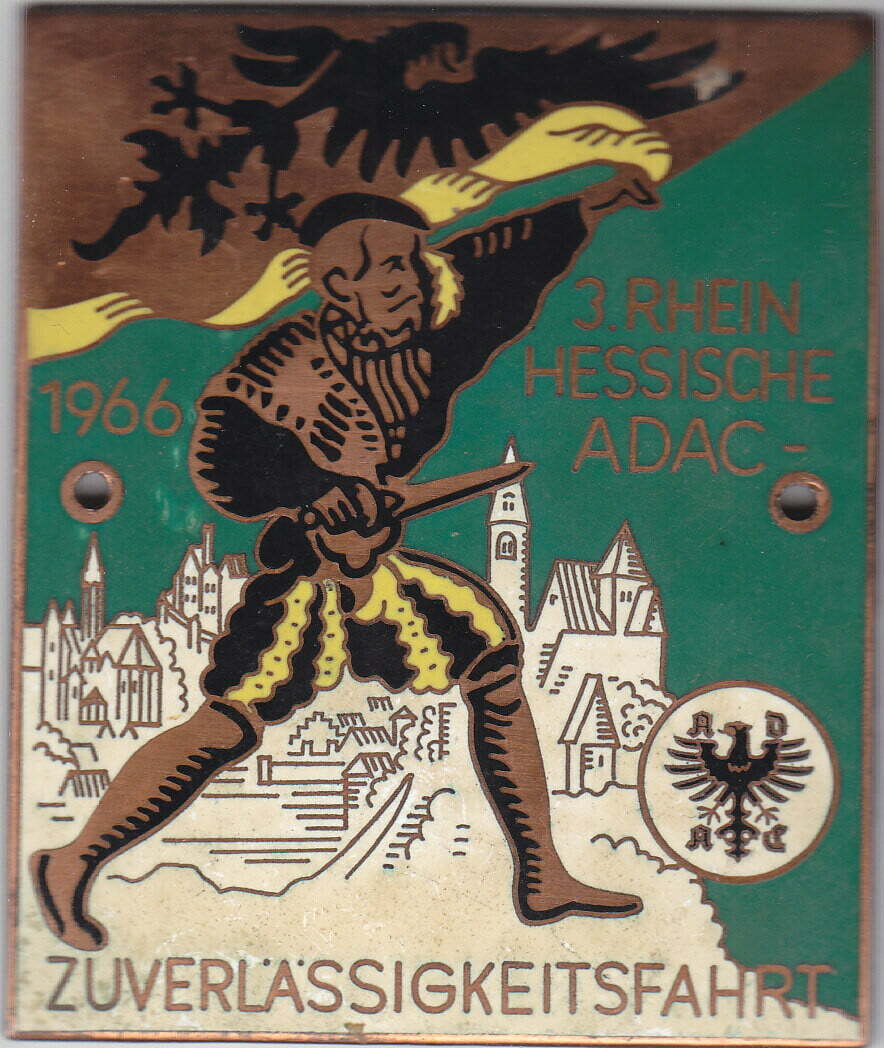 1966
3. RHEIN
HESSISCHE
ADAC-
A D
A C
ZUVERLÄSSIGKEITSFAHRT